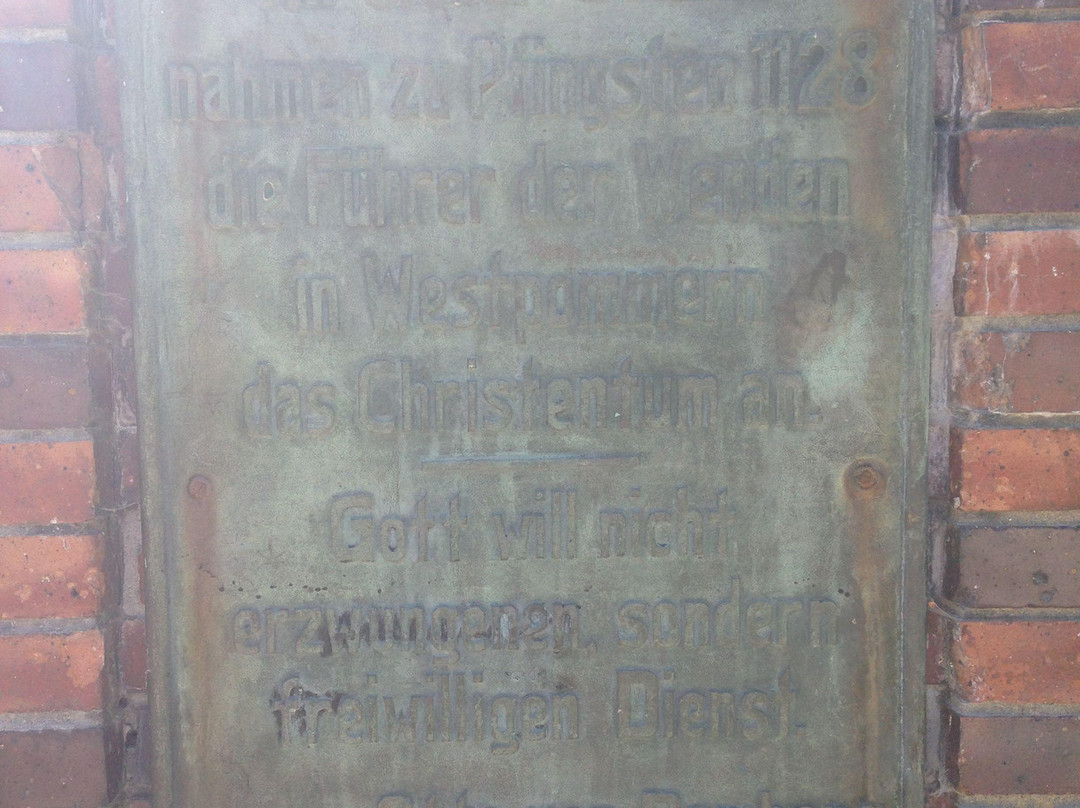 nahmen zu Pfingsten 1128
die Führer der Wenden
in Westpommern
das Christentum an.
Gott will nicht
erzwungenen, sondern
freiwilligen Dienst.